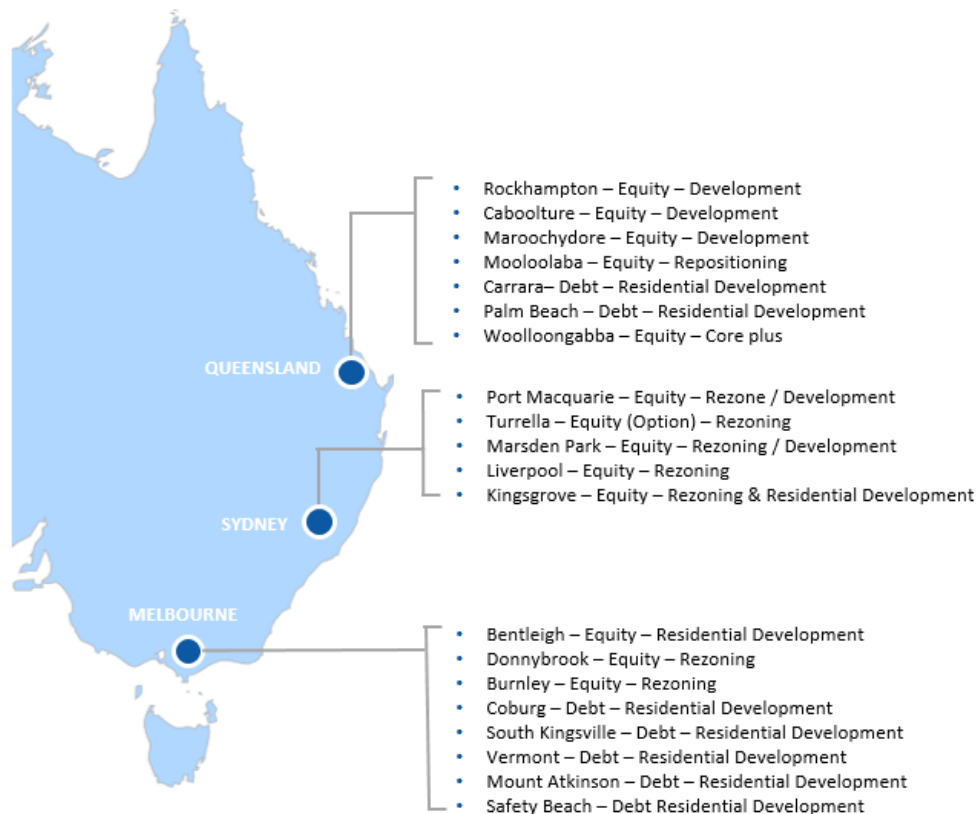 • Rockhampton – Equity – Development
• Caboolture – Equity – Development
• Maroochydore – Equity – Development
• Mooloolaba – Equity – Repositioning
• Carrara– Debt – Residential Development
• Palm Beach – Debt – Residential Development
• Woolloongabba – Equity – Core plus
QUEENSLAND
• Port Macquarie – Equity – Rezone / Development
• Turrella – Equity (Option) – Rezoning
• Marsden Park – Equity – Rezoning / Development
• Liverpool – Equity – Rezoning
• Kingsgrove – Equity – Rezoning & Residential Development
SYDNEY
MELBOURNE
• Bentleigh – Equity – Residential Development
• Donnybrook – Equity – Rezoning
• Burnley – Equity – Rezoning
• Coburg – Debt – Residential Development
• South Kingsville – Debt – Residential Development
• Vermont – Debt – Residential Development
• Mount Atkinson – Debt – Residential Development
• Safety Beach – Debt Residential Development